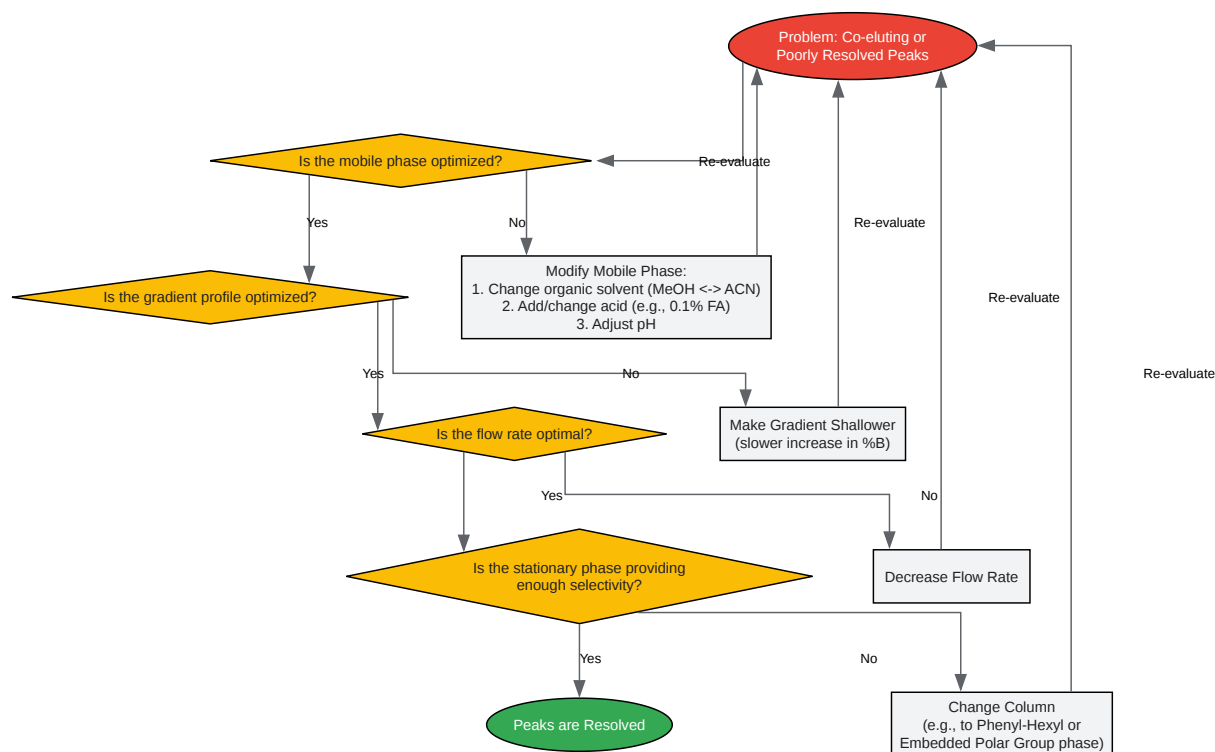 Problem: Co-eluting or
Poorly Resolved Peaks
Is the mobile phase optimized?
Re-evaluate
Yes
No
Re-evaluate
Modify Mobile Phase:
1. Change organic solvent (MeOH <-> ACN)
2. Add/change acid (e.g., 0.1% FA)
3. Adjust pH
Is the gradient profile optimized?
Re-evaluate
Yes
No
Re-evaluate
Make Gradient Shallower
(slower increase in %B)
Is the flow rate optimal?
Yes
No
Is the stationary phase providing
enough selectivity?
Decrease Flow Rate
Yes
No
Peaks are Resolved
Change Column
(e.g., to Phenyl-Hexyl or
Embedded Polar Group phase)